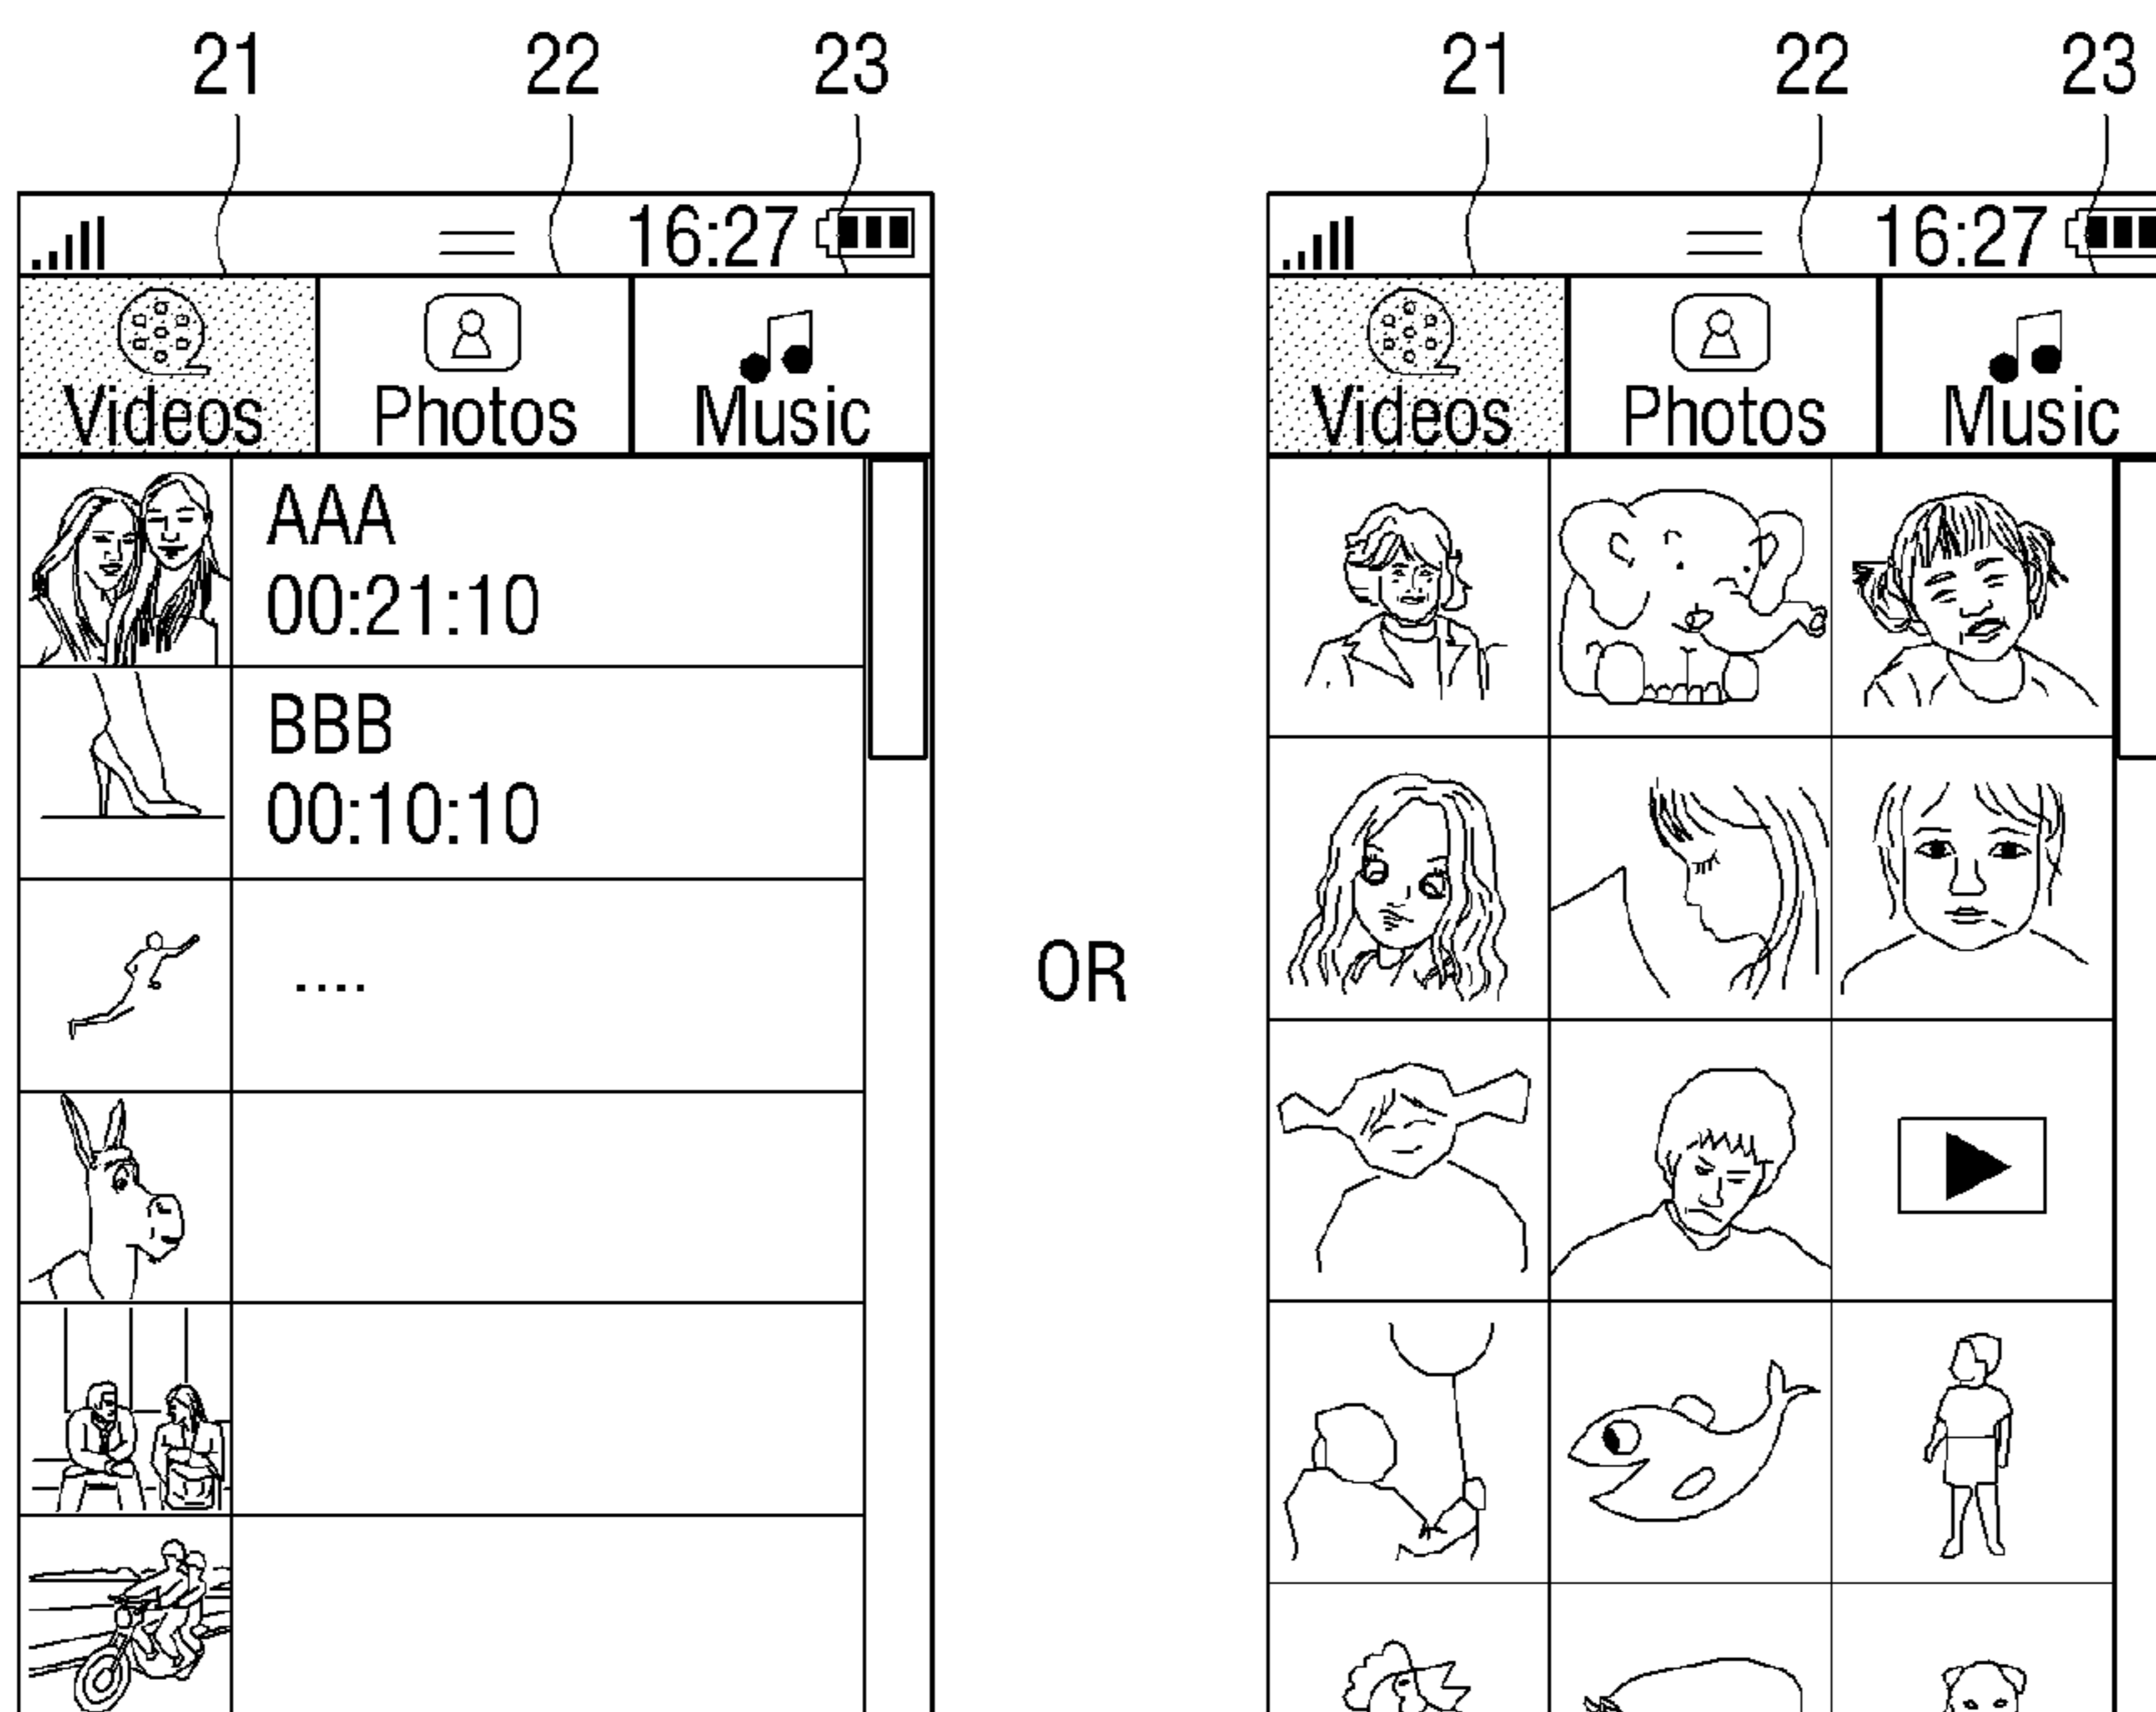 21 22 23
16:27
Videos Photos Music
AAA
00:21:10
BBB
00:10:10
....
OR
21 22 23
16:27
Videos Photos Music